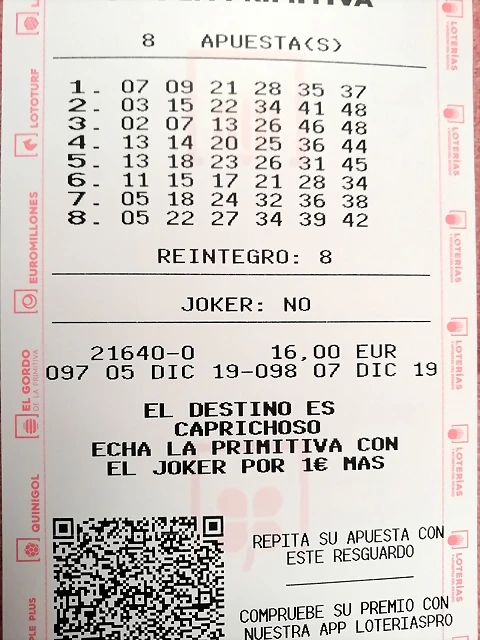 8 APUESTA(S)
1. 07 09 21 28 35 37
2. 03 15 22 34 41 48
3. 02 07 13 26 46 48
4. 13 14 20 25 36 44
5. 13 18 23 26 31 45
6. 11 15 17 21 28 34
7. 05 18 24 32 36 38
8. 05 22 27 34 39 42
REINTEGRO: 8
JOKER: NO
21640-0 16,00 EUR
097 05 DIC 19-098 07 DIC 19
EL DESTINO ES
CAPRICHOSO
ECHA LA PRIMITIVA CON
EL JOKER POR 1€ MAS
REPITA SU APUESTA CON
ESTE RESGUARDO
COMPRUEBE SU PREMIO CON
NUESTRA APP LOTERIASPRO
LOTOTURF
EUROMILLONES
EL GORDO
DE LA PRIMITIVA
QUINIGOL
PLE PLUS
LOTERÍAS
LOTERÍAS
LOTERÍAS
LOTERÍAS
LOTERÍAS
LOTERÍAS